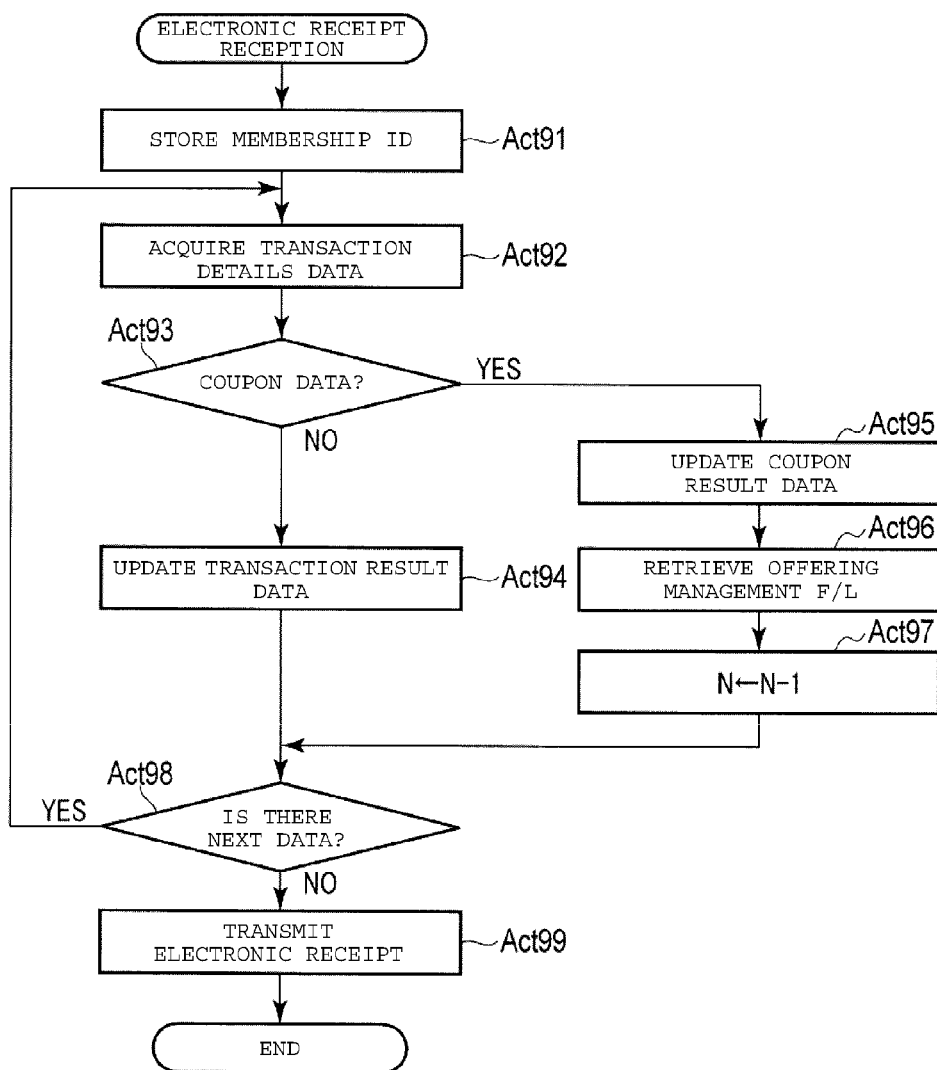 ELECTRONIC RECEIPT
RECEPTION
STORE MEMBERSHIP ID
Act91
ACQUIRE TRANSACTION
DETAILS DATA
Act92
Act93
COUPON DATA?
YES
NO
Act95
UPDATE COUPON
RESULT DATA
Act96
RETRIEVE OFFERING
MANAGEMENT F/L
UPDATE TRANSACTION RESULT
DATA
Act94
Act97
N←N-1
Act98
YES
IS THERE
NEXT DATA?
NO
TRANSMIT
ELECTRONIC RECEIPT
Act99
END